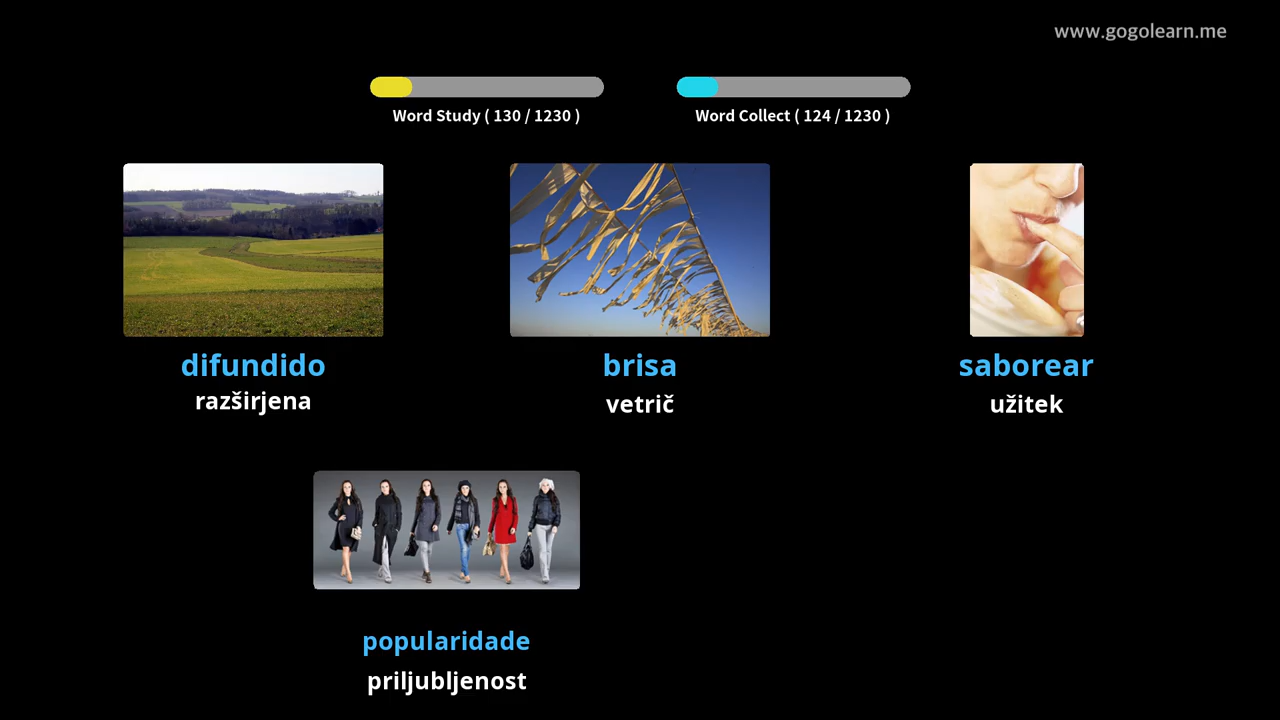 www.gogolearn.me
Word Study ( 130 / 1230 )
Word Collect ( 124 / 1230 )
difundido
razširjena
brisa
vetrič
saborear
užitek
popularidade
priljubljenost